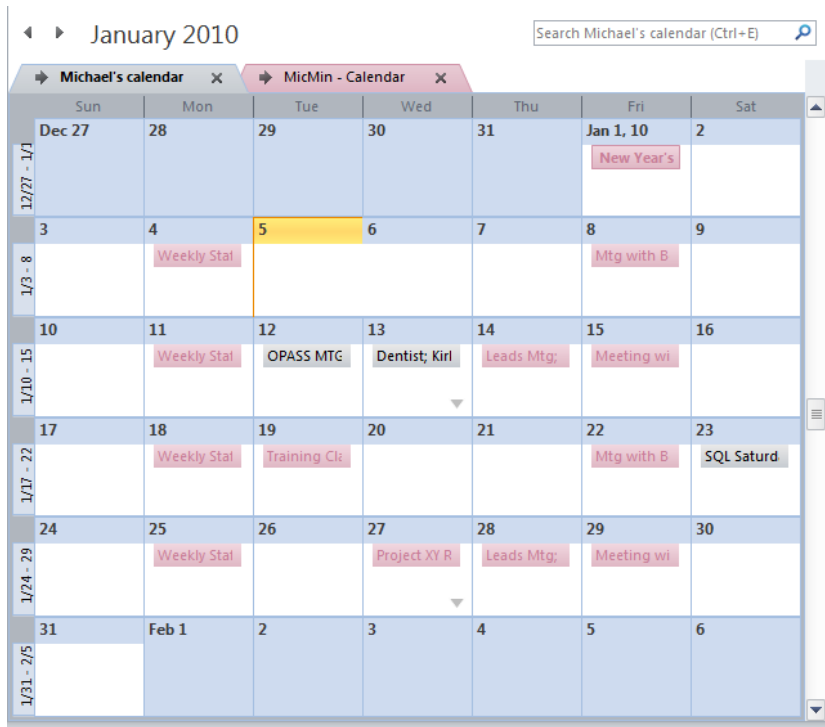 January 2010
Search Michael's calendar (Ctrl+E)
Michael's calendar
MicMin - Calendar
Sun Mon Tue Wed Thu Fri Sat
12/27 - 1/1
Dec 27 28 29 30 31 Jan 1, 10 2
New Year's
1/3 - 8
3 4 5 6 7 8 9
Weekly Stat Mtg with B
1/10 - 15
10 11 12 13 14 15 16
Weekly Stat OPASS MTG Dentist; Kirl Leads Mtg; Meeting wi
1/17 - 22
17 18 19 20 21 22 23
Weekly Stat Training Cla Mtg with B SQL Saturd
1/24 - 29
24 25 26 27 28 29 30
Weekly Stat Project XY R Leads Mtg; Meeting wi
1/31 - 2/5
31 Feb 1 2 3 4 5 6